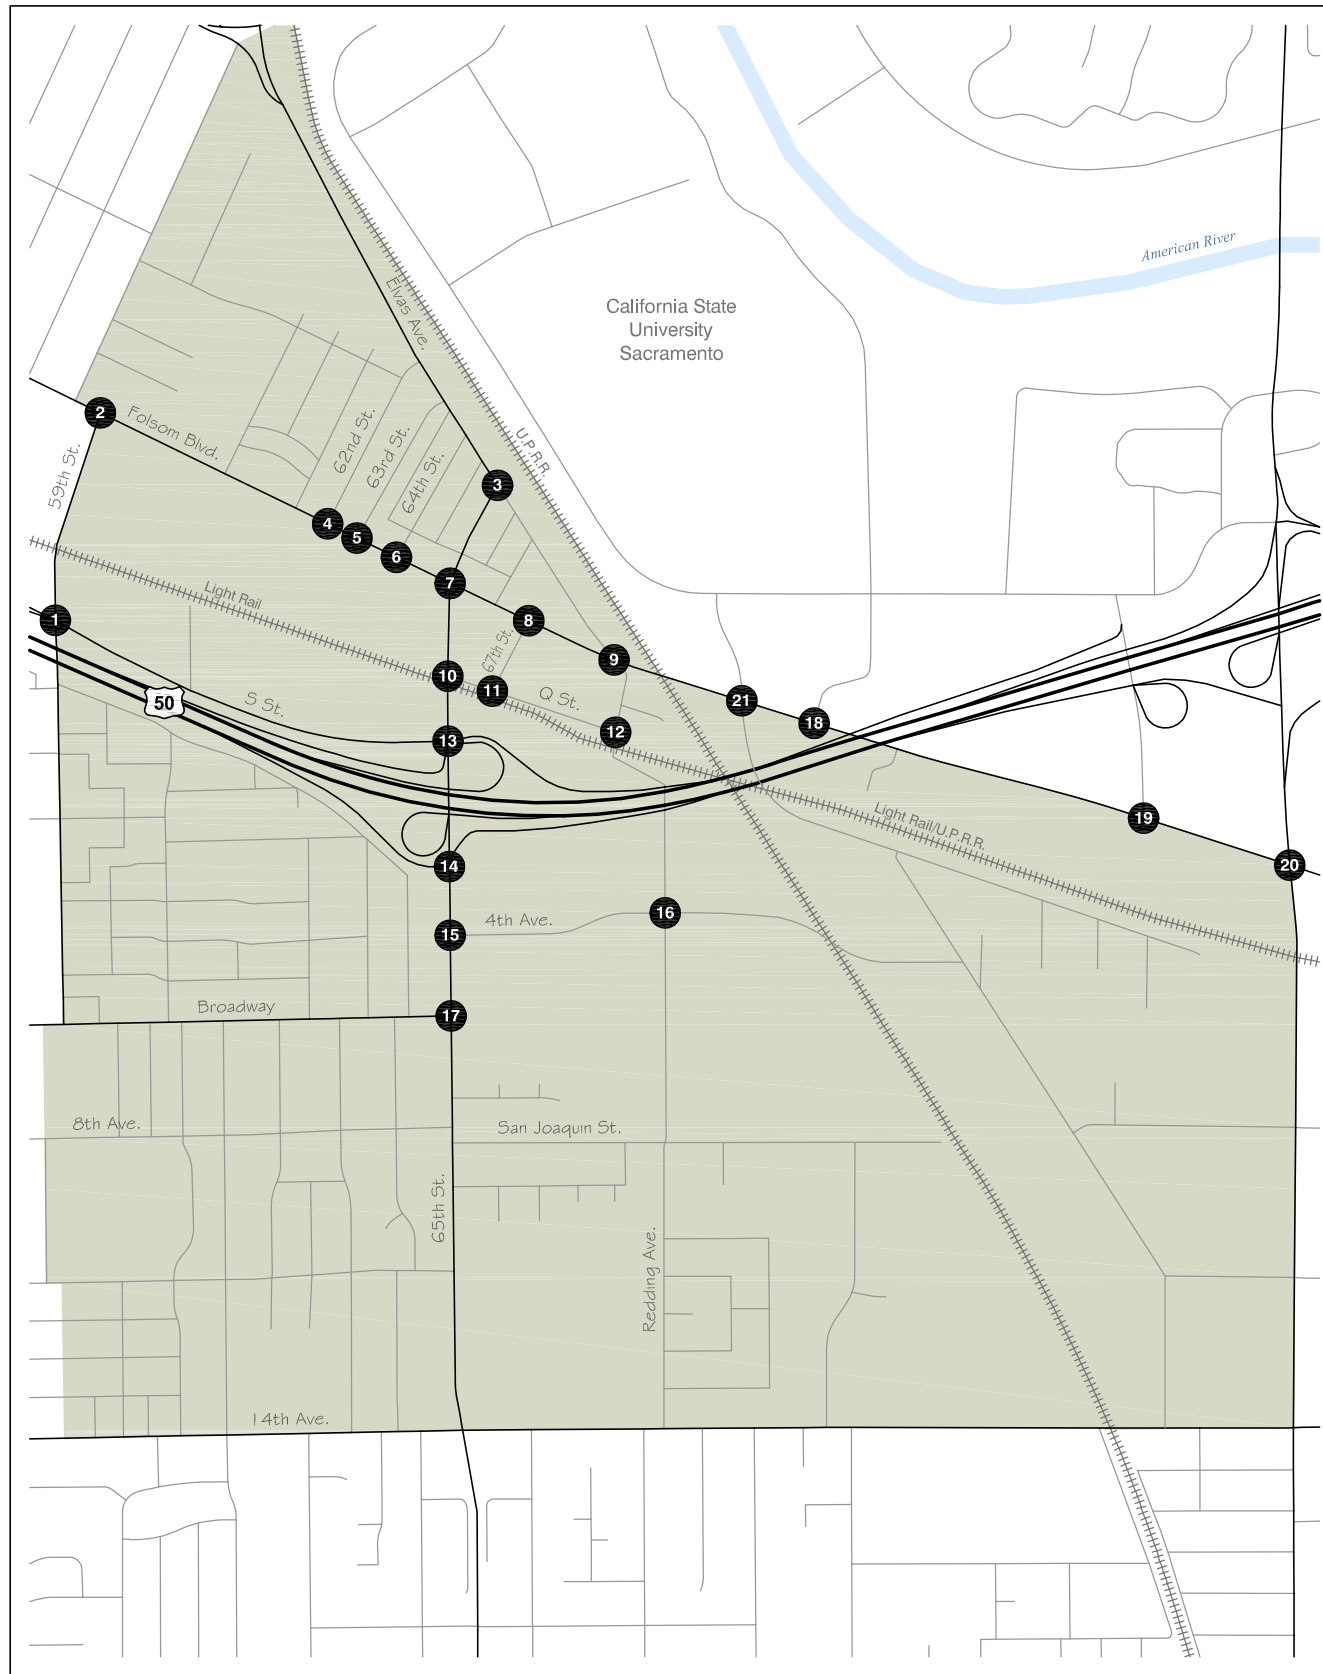 American River
California State
University
Sacramento
Elvas Ave.
2
Folsom Blvd.
62nd St.
63rd St.
64th St.
U.P.R.R.
59th St.
3
4
5
6
7
Light Rail
1
8
67th St.
9
10
11
Q St.
50
S St.
21
18
12
13
Light Rail/U.P.R.R.
19
14
20
4th Ave.
16
15
Broadway
17
8th Ave.
San Joaquin St.
65th St.
Redding Ave.
14th Ave.